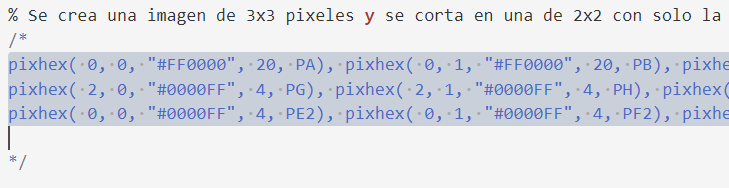 % Se crea una imagen de 3x3 pixeles y se corta en una de 2x2 con solo la
/*
pixhex( 0, 0, "#FF0000", 20, PA), pixhex( 0, 1, "#FF0000", 20, PB), pixhe
pixhex( 2, 0, "#0000FF", 4, PG), pixhex( 2, 1, "#0000FF", 4, PH), pixhex(
pixhex( 0, 0, "#0000FF", 4, PE2), pixhex( 0, 1, "#0000FF", 4, PF2), pixhe
*/